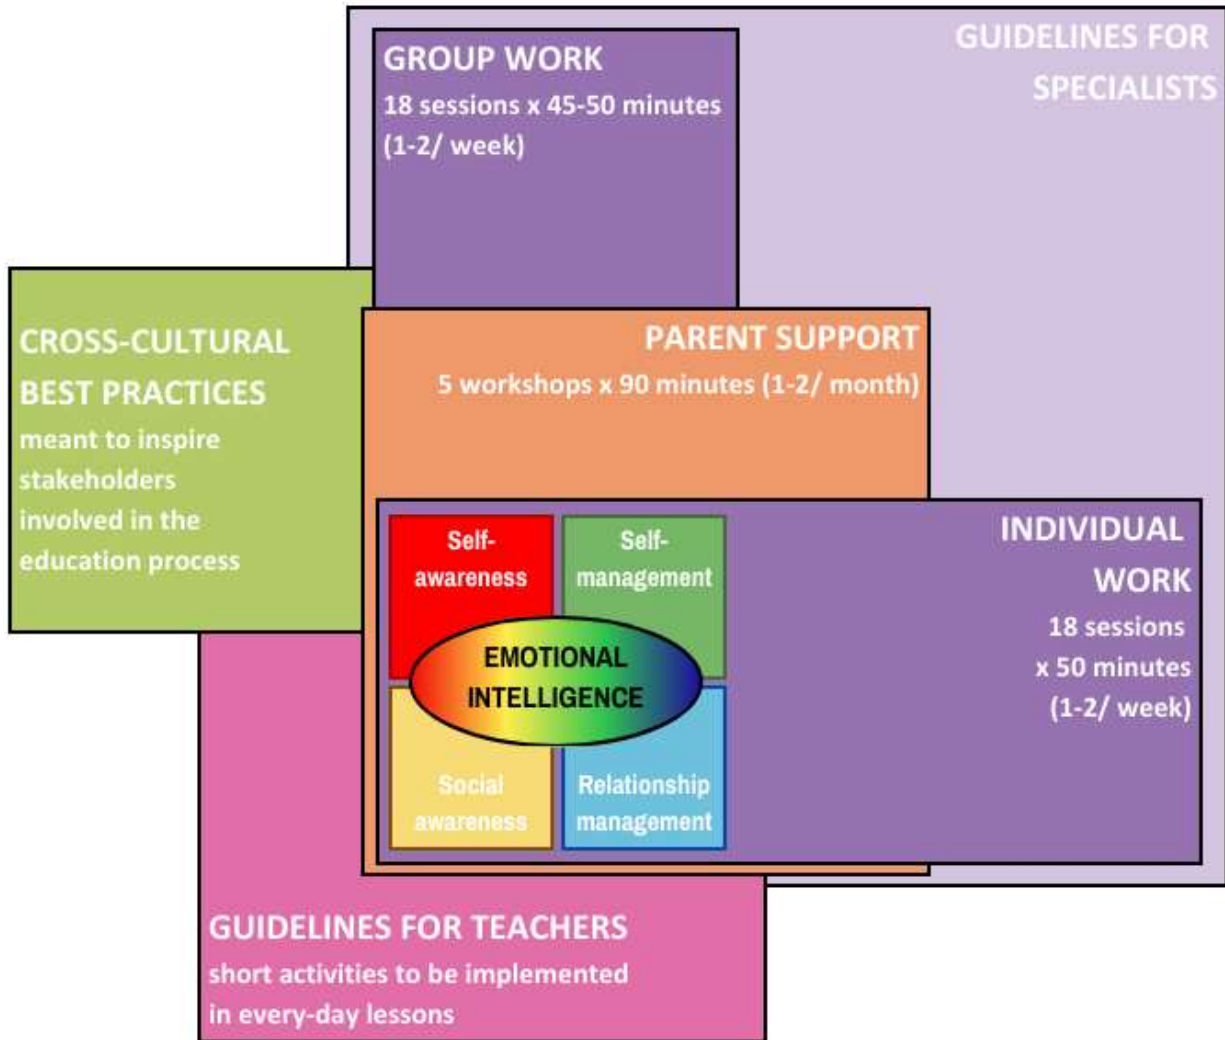 GROUP WORK
18 sessions x 45-50 minutes
(1-2/ week)
GUIDELINES FOR
SPECIALISTS
CROSS-CULTURAL
BEST PRACTICES
meant to inspire
stakeholders
involved in the
education process
PARENT SUPPORT
5 workshops x 90 minutes (1-2/ month)
Self-
awareness
Self-
management
EMOTIONAL
INTELLIGENCE
Social
awareness
Relationship
management
INDIVIDUAL
WORK
18 sessions
x 50 minutes
(1-2/ week)
GUIDELINES FOR TEACHERS
short activities to be implemented
in every-day lessons